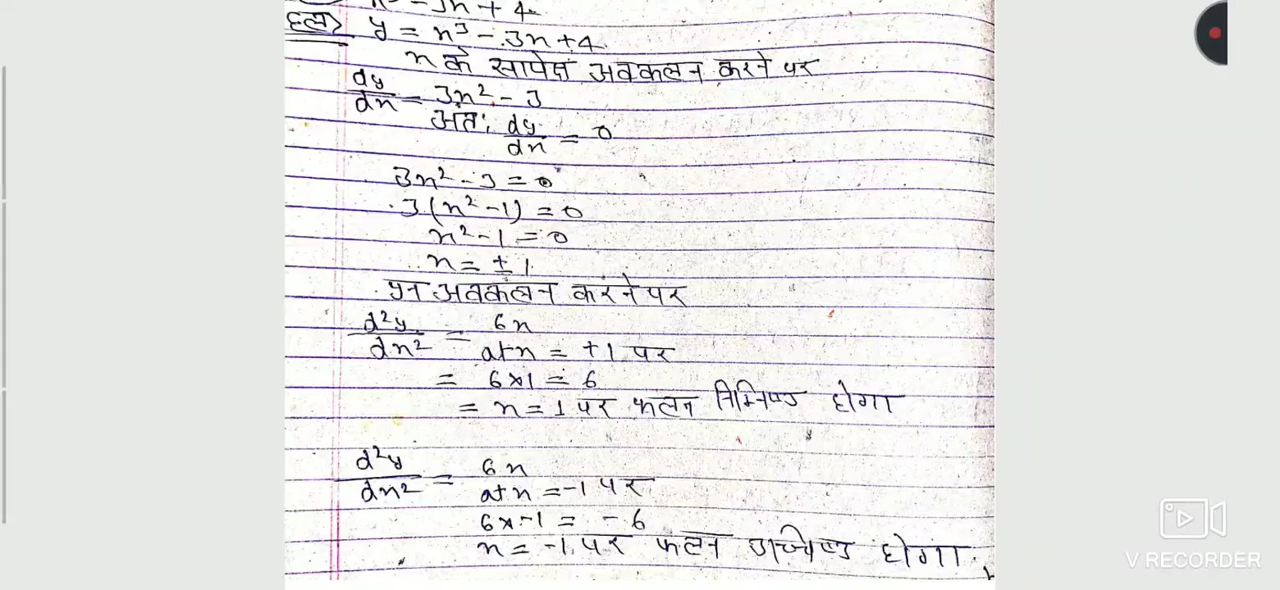 - 3x + 4
हल> y = x³ - 3x + 4
x के सापेक्ष अवकलन करने पर
dy/dx = 3x² - 3
अतः dy/dx = 0
3x² - 3 = 0
3(x² - 1) = 0
x² - 1 = 0
x = ± 1
पुन अवकलन करने पर
d²y/dx² = 6x
at x = +1 पर
= 6×1 = 6
= x = 1 पर फलन निम्निष्ठ होगा
d²y/dx² = 6x
at x = -1 पर
6×-1 = -6
x = -1 पर फलन उच्चिष्ठ होगा
V RECORDER